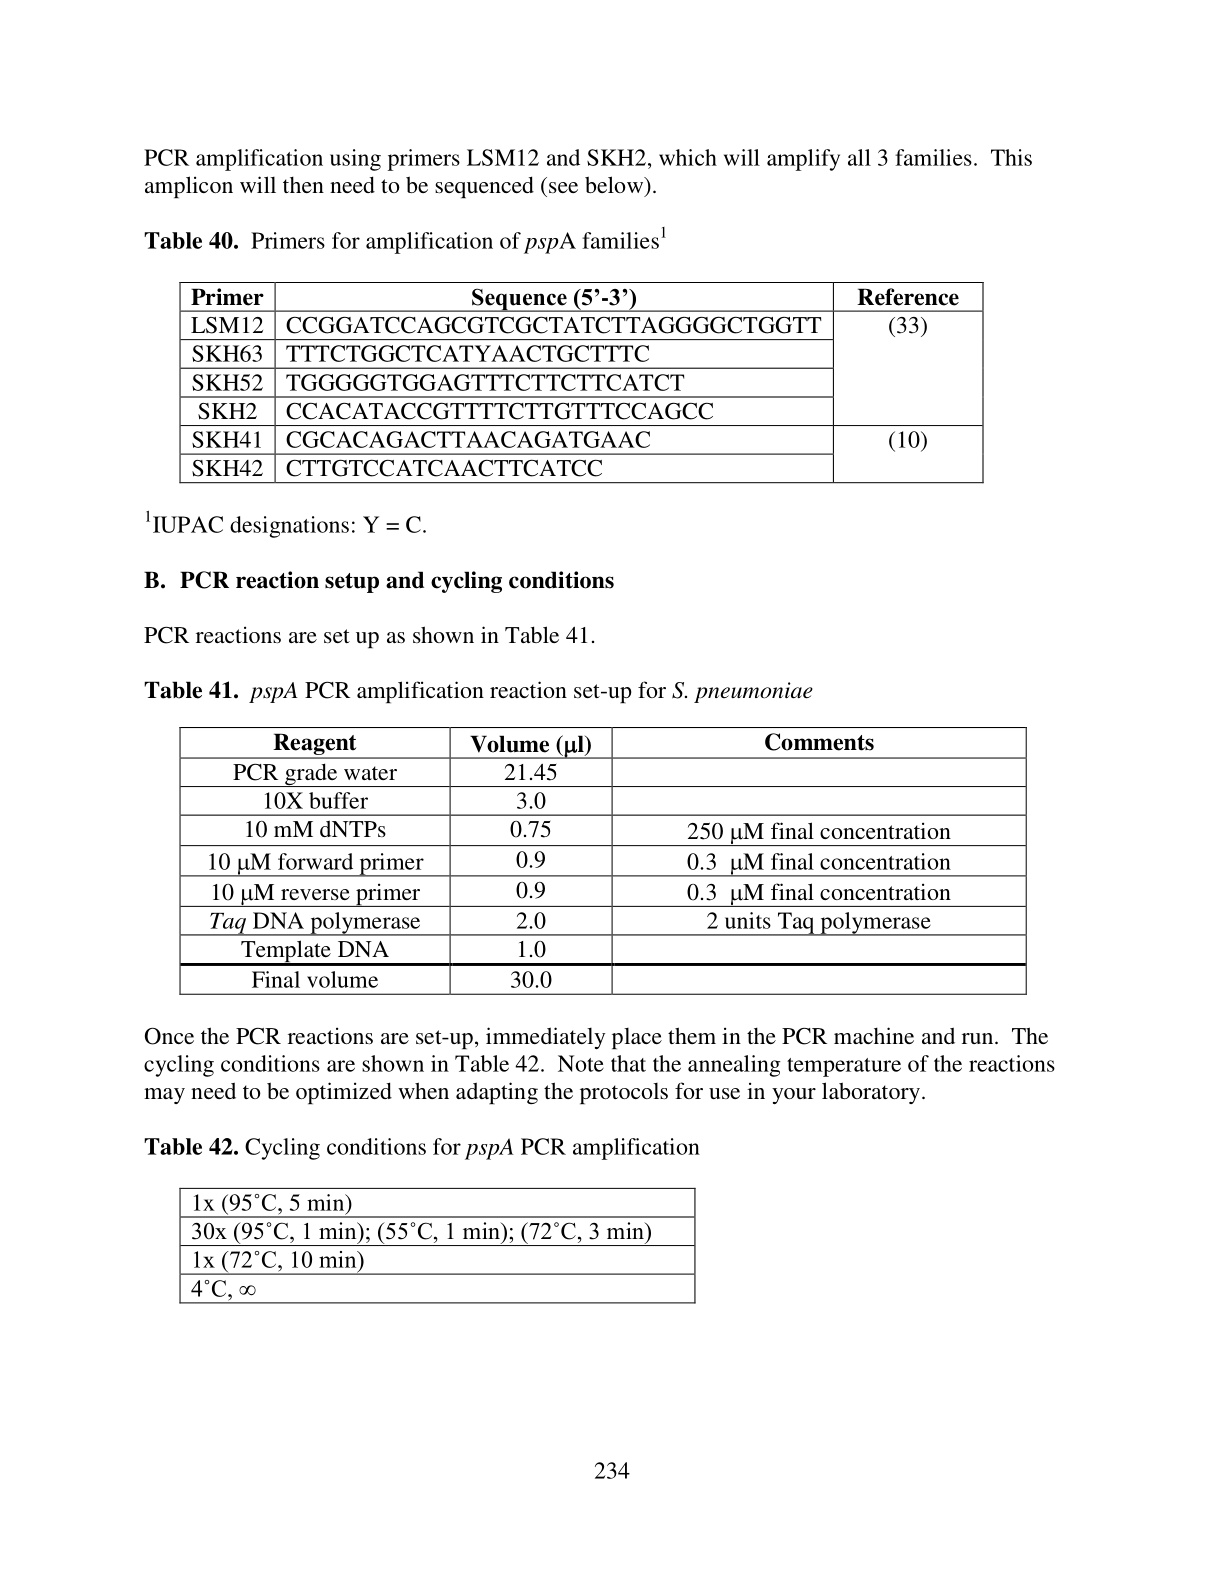 PCR amplification using primers LSM12 and SKH2, which will amplify all 3 families.  This
amplicon will then need to be sequenced (see below).
Table 40.  Primers for amplification of pspA families¹
Primer Sequence (5’-3’) Reference
LSM12 CCGGATCCAGCGTCGCTATCTTAGGGGCTGGTT (33)
SKH63 TTTCTGGCTCATYAACTGCTTTC
SKH52 TGGGGGTGGAGTTTCTTCTTCATCT
SKH2 CCACATACCGTTTTCTTGTTTCCAGCC
SKH41 CGCACAGACTTAACAGATGAAC (10)
SKH42 CTTGTCCATCAACTTCATCC
¹IUPAC designations: Y = C.
B.  PCR reaction setup and cycling conditions
PCR reactions are set up as shown in Table 41.
Table 41.  pspA PCR amplification reaction set-up for S. pneumoniae
Reagent Volume (μl) Comments
PCR grade water 21.45
10X buffer 3.0
10 mM dNTPs 0.75 250 μM final concentration
10 μM forward primer 0.9 0.3  μM final concentration
10 μM reverse primer 0.9 0.3  μM final concentration
Taq DNA polymerase 2.0 2 units Taq polymerase
Template DNA 1.0
Final volume 30.0
Once the PCR reactions are set-up, immediately place them in the PCR machine and run.  The
cycling conditions are shown in Table 42.  Note that the annealing temperature of the reactions
may need to be optimized when adapting the protocols for use in your laboratory.
Table 42. Cycling conditions for pspA PCR amplification
1x (95˚C, 5 min)
30x (95˚C, 1 min); (55˚C, 1 min); (72˚C, 3 min)
1x (72˚C, 10 min)
4˚C, ∞
234